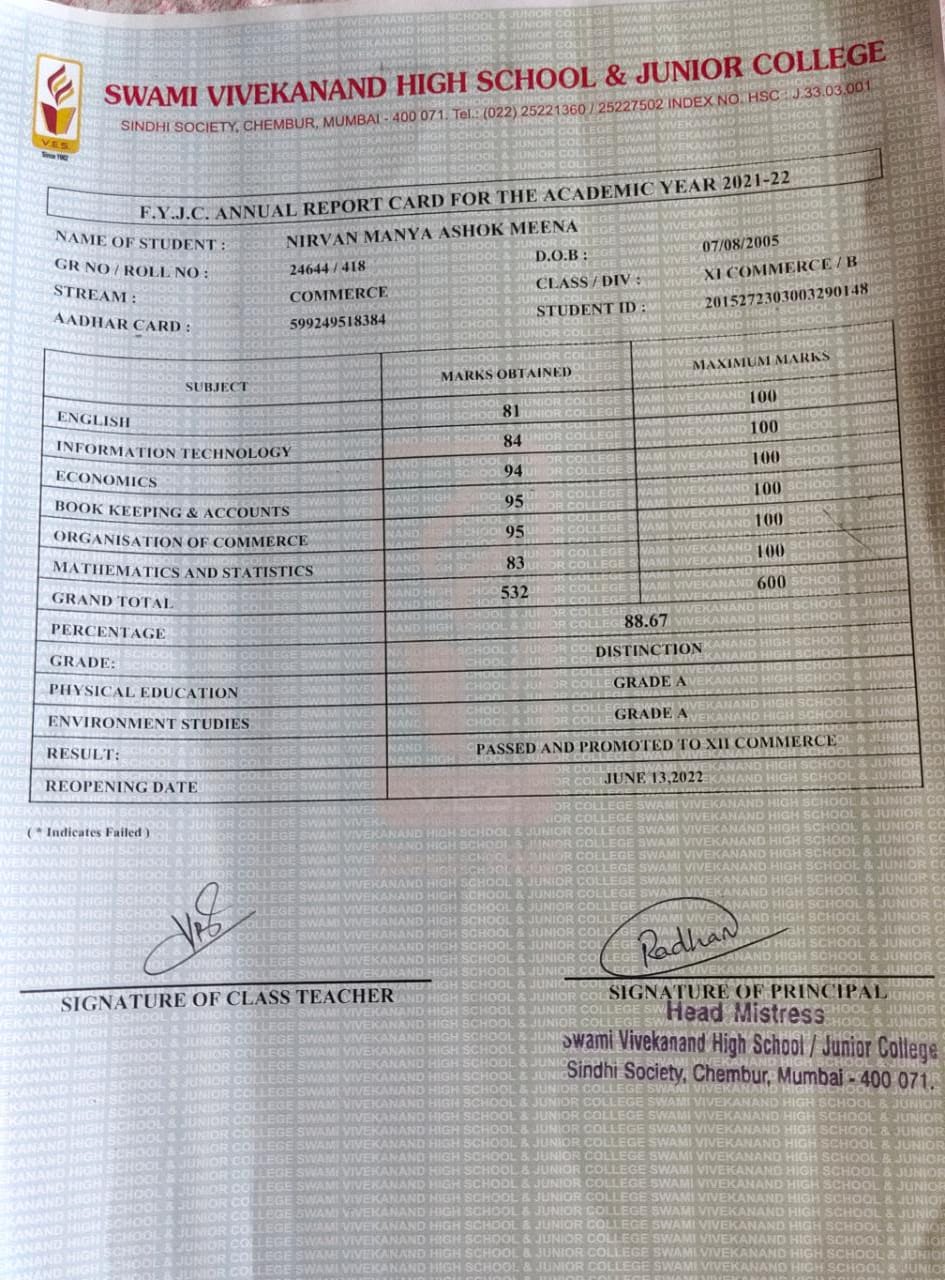 SWAMI VIVEKANAND HIGH SCHOOL & JUNIOR COLLEGE
SINDHI SOCIETY, CHEMBUR, MUMBAI - 400 071. Tel.: (022) 25221360 / 25227502 INDEX NO. HSC : J.33.03.001
V.E.S.
Since 1962
F.Y.J.C. ANNUAL REPORT CARD FOR THE ACADEMIC YEAR 2021-22
NAME OF STUDENT : NIRVAN MANYA ASHOK MEENA
GR NO / ROLL NO : 24644 / 418 D.O.B : 07/08/2005
STREAM : COMMERCE CLASS / DIV : XI COMMERCE / B
AADHAR CARD : 599249518384 STUDENT ID : 2015272303003290148
SUBJECT MARKS OBTAINED MAXIMUM MARKS
ENGLISH 81 100
INFORMATION TECHNOLOGY 84 100
ECONOMICS 94 100
BOOK KEEPING & ACCOUNTS 95 100
ORGANISATION OF COMMERCE 95 100
MATHEMATICS AND STATISTICS 83 100
GRAND TOTAL 532 600
PERCENTAGE 88.67
GRADE: DISTINCTION
PHYSICAL EDUCATION GRADE A
ENVIRONMENT STUDIES GRADE A
RESULT: PASSED AND PROMOTED TO XII COMMERCE
REOPENING DATE JUNE 13,2022
( * Indicates Failed )
Radhan
SIGNATURE OF CLASS TEACHER SIGNATURE OF PRINCIPAL
Head Mistress
Swami Vivekanand High School / Junior College
Sindhi Society, Chembur, Mumbai - 400 071.